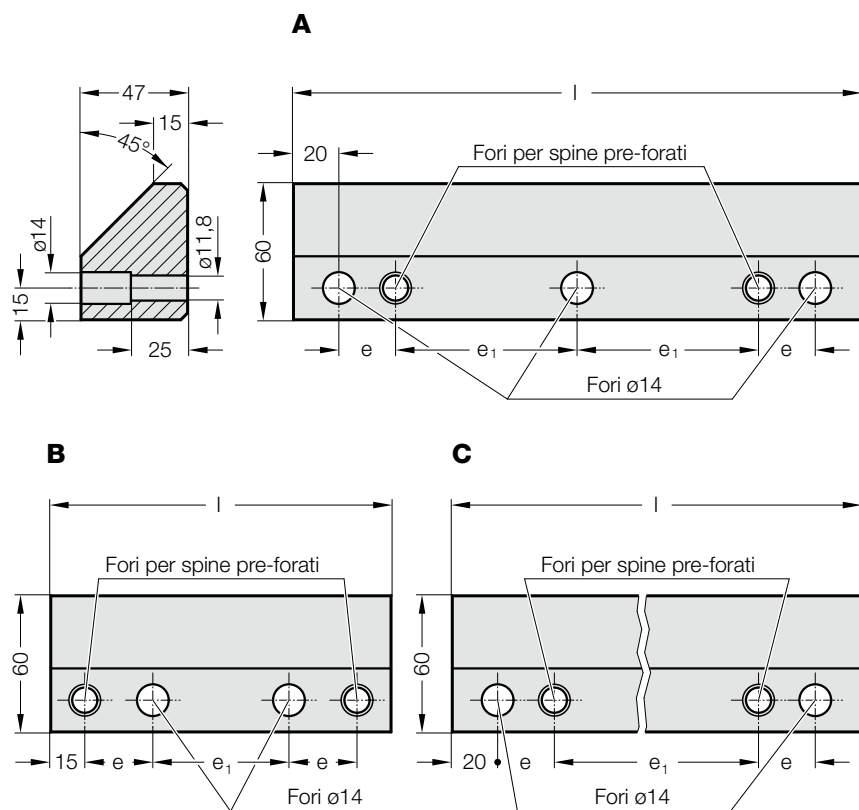 A
47
l
15
45°
20
Fori per spine pre-forati
ø14
ø11,8
60
15
25
e
e₁
e₁
e
Fori ø14
B
C
l
l
Fori per spine pre-forati
Fori per spine pre-forati
60
60
15
e
e₁
e
20
e
e₁
e
Fori ø14
Fori ø14